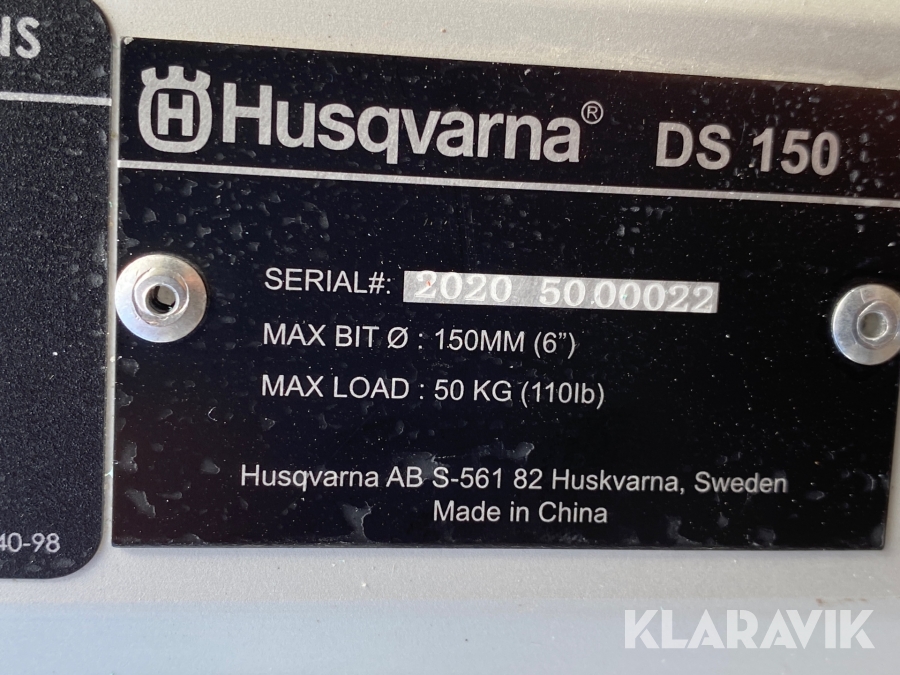 NS
Husqvarna® DS 150
SERIAL#: 2020 50.00022
MAX BIT Ø : 150MM (6”)
MAX LOAD : 50 KG (110lb)
Husqvarna AB S-561 82 Huskvarna, Sweden
Made in China
40-98
KLARAVIK